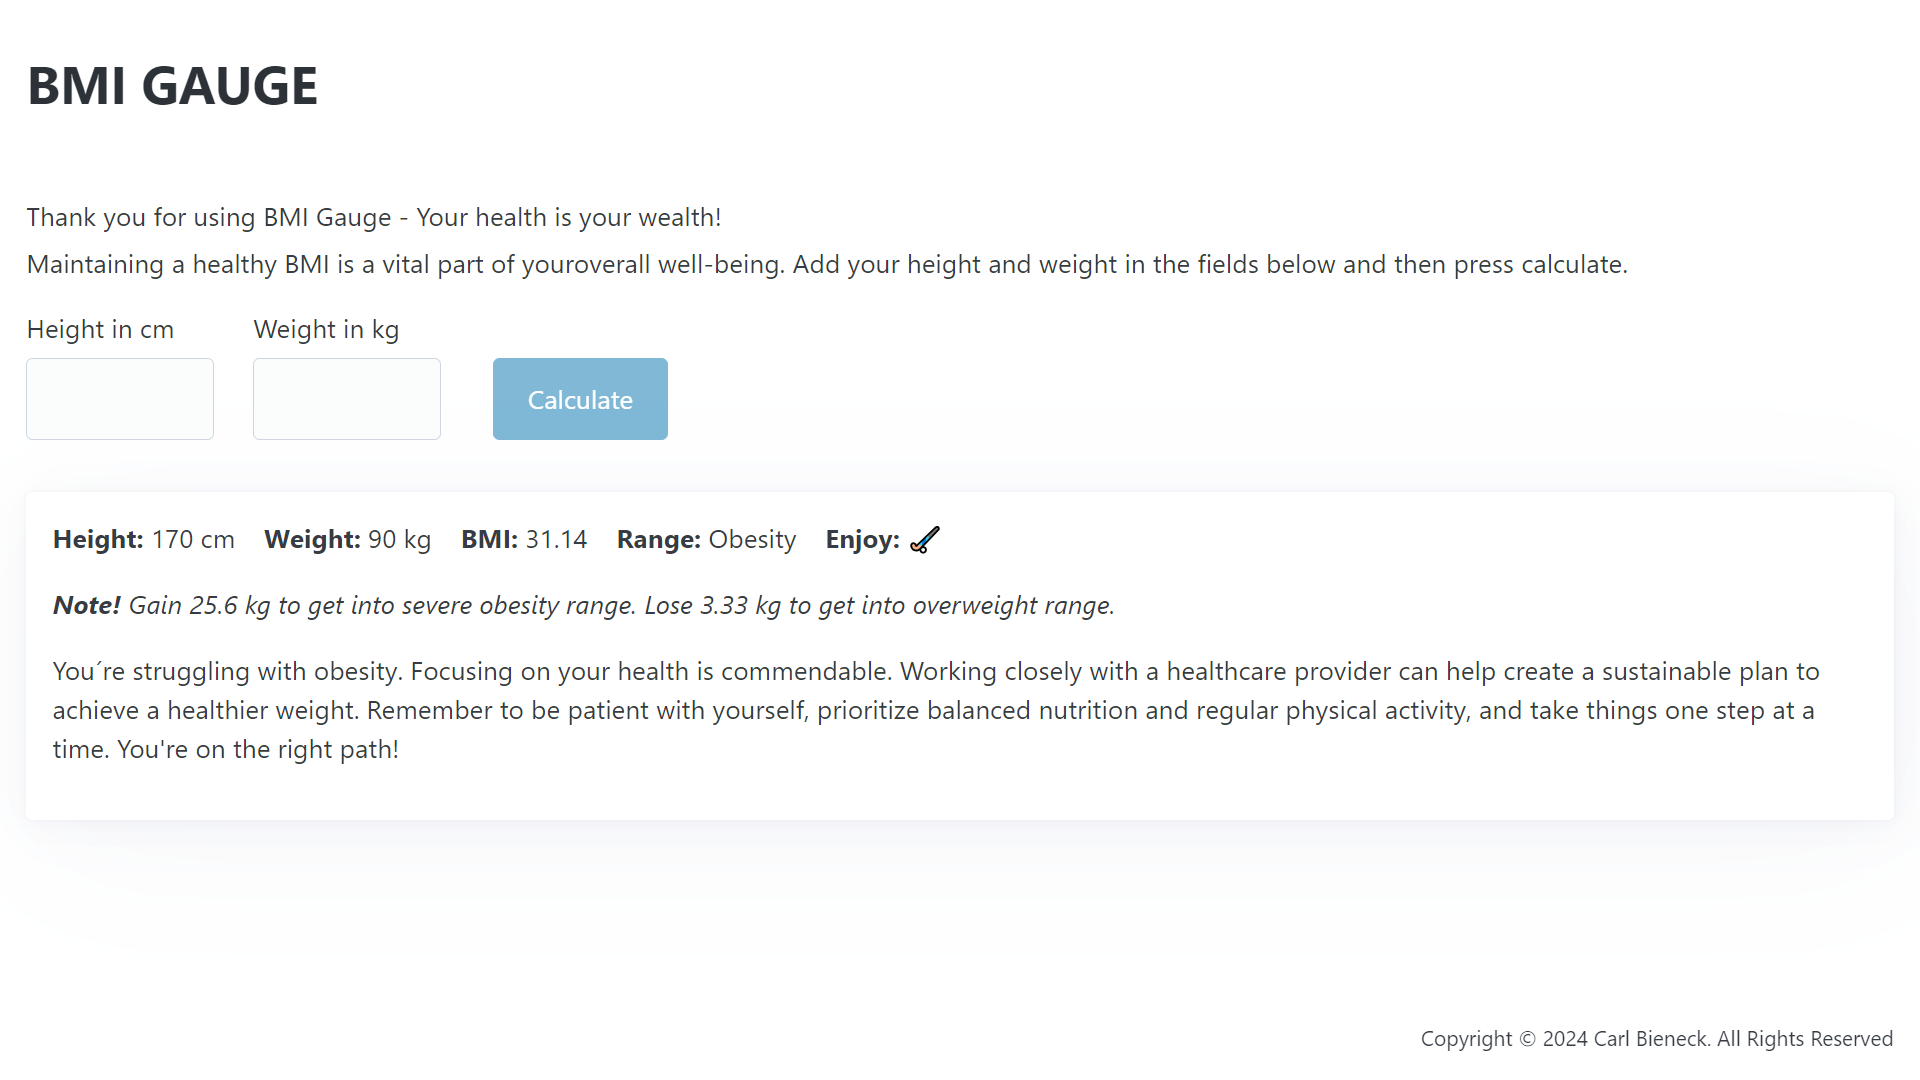 BMI GAUGE
Thank you for using BMI Gauge - Your health is your wealth!
Maintaining a healthy BMI is a vital part of youroverall well-being. Add your height and weight in the fields below and then press calculate.
Height in cm Weight in kg
Calculate
Height: 170 cm Weight: 90 kg BMI: 31.14 Range: Obesity Enjoy:
Note! Gain 25.6 kg to get into severe obesity range. Lose 3.33 kg to get into overweight range.
You´re struggling with obesity. Focusing on your health is commendable. Working closely with a healthcare provider can help create a sustainable plan to
achieve a healthier weight. Remember to be patient with yourself, prioritize balanced nutrition and regular physical activity, and take things one step at a
time. You're on the right path!
Copyright © 2024 Carl Bieneck. All Rights Reserved